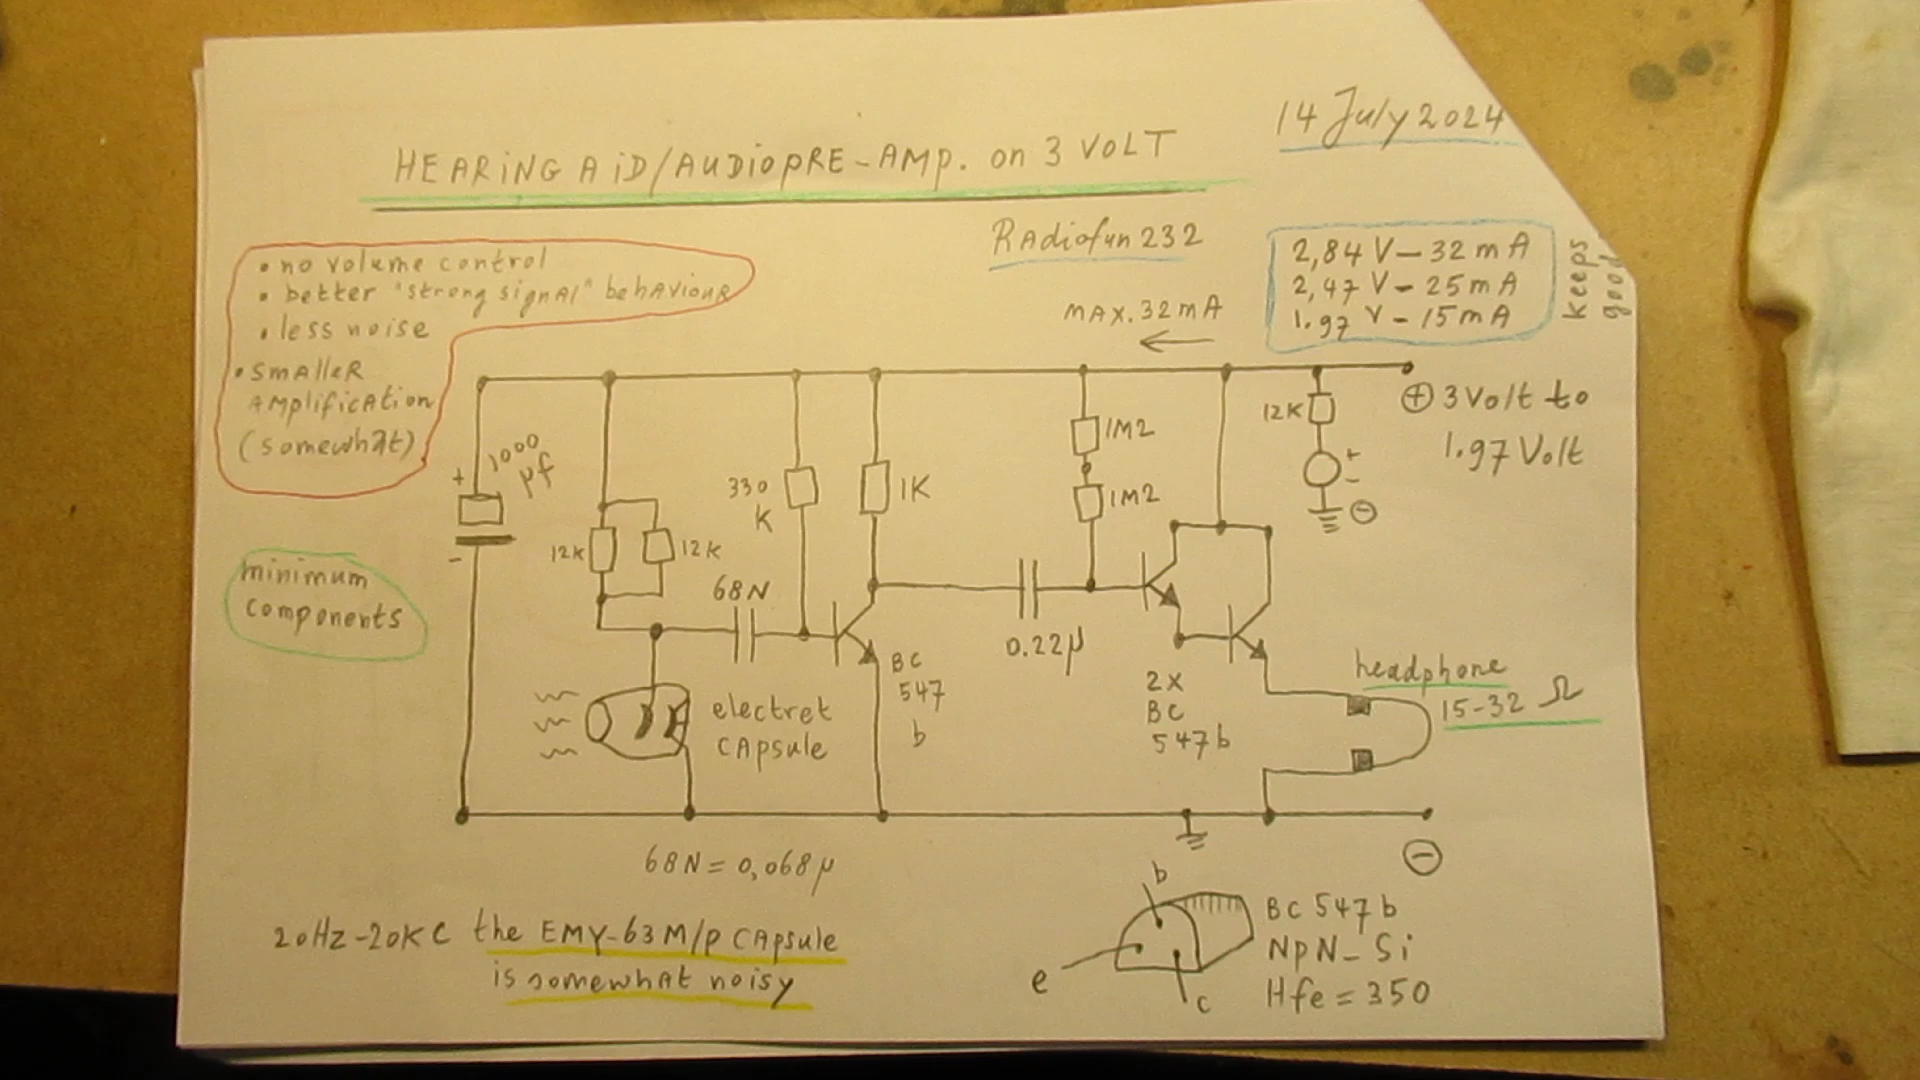 14 July 2024
HEARING AID/AUDIOPRE-AMP. on 3 VOLT
Radiofun 232
• no volume control
• better "strong signal" behaviour
• less noise
• smaller
amplification
(somewhat)
2,84 V - 32 mA
2,47 V - 25 mA
1.97 V - 15 mA
keeps
good
MAX. 32 mA
←
+ 3 Volt to
1.97 Volt
+
1000
µf
-
12K
12K
330
K
1K
1M2
1M2
12K
+
-
-
minimum
components
68N
0.22µ
BC
547
b
electret
capsule
2X
BC
547b
headphone
15-32 Ω
-
68N = 0,068µ
20Hz-20KC the EMY-63M/P capsule
is somewhat noisy
b
e
c
BC 547b
NPN-Si
Hfe = 350